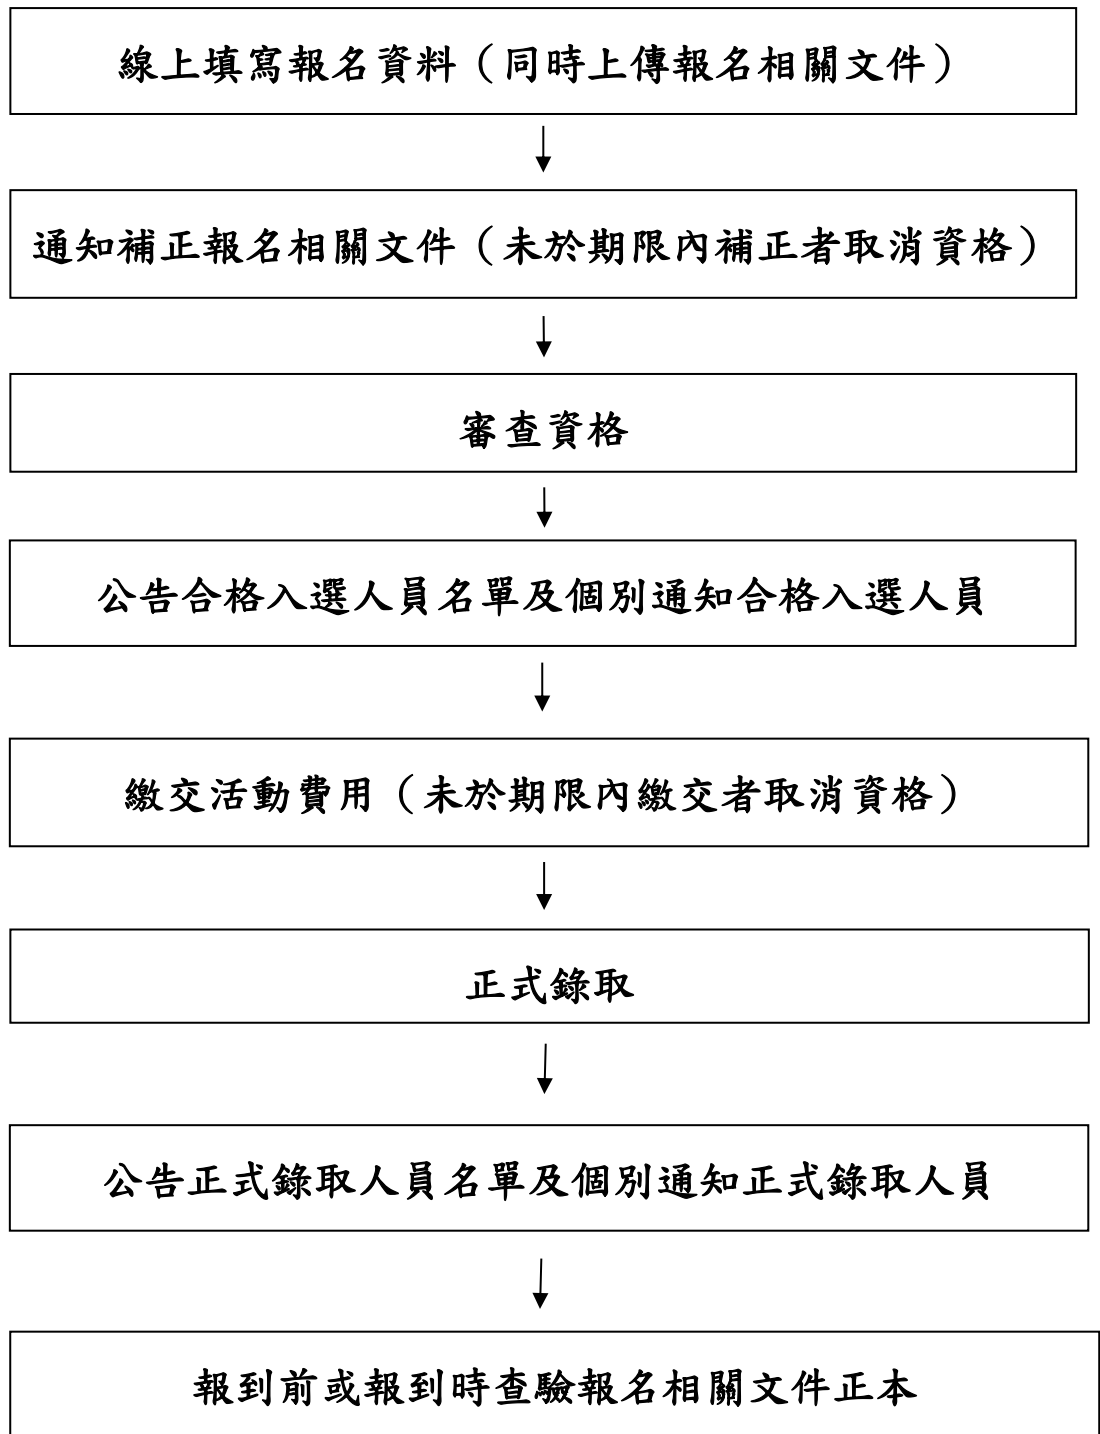 線上填寫報名資料（同時上傳報名相關文件）
通知補正報名相關文件（未於期限內補正者取消資格）
審查資格
公告合格入選人員名單及個別通知合格入選人員
繳交活動費用（未於期限內繳交者取消資格）
正式錄取
公告正式錄取人員名單及個別通知正式錄取人員
報到前或報到時查驗報名相關文件正本